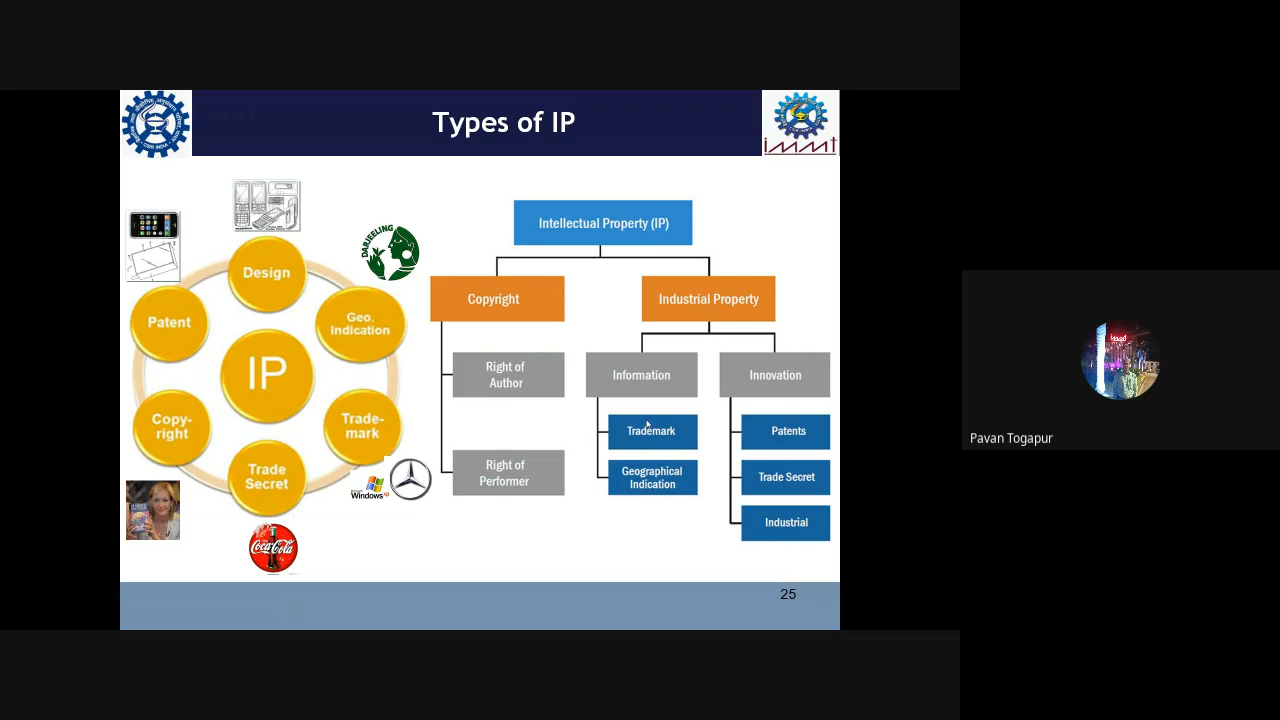 Types of IP
immt
DARJEELING
Design
Patent
Geo.
Indication
IP
Copy-
right
Trade-
mark
Trade
Secret
Windows
Coca-Cola
Intellectual Property (IP)
Copyright
Industrial Property
Right of
Author
Information
Innovation
Trademark
Patents
Right of
Performer
Geographical
Indication
Trade Secret
Industrial
25
Pavan Togapur